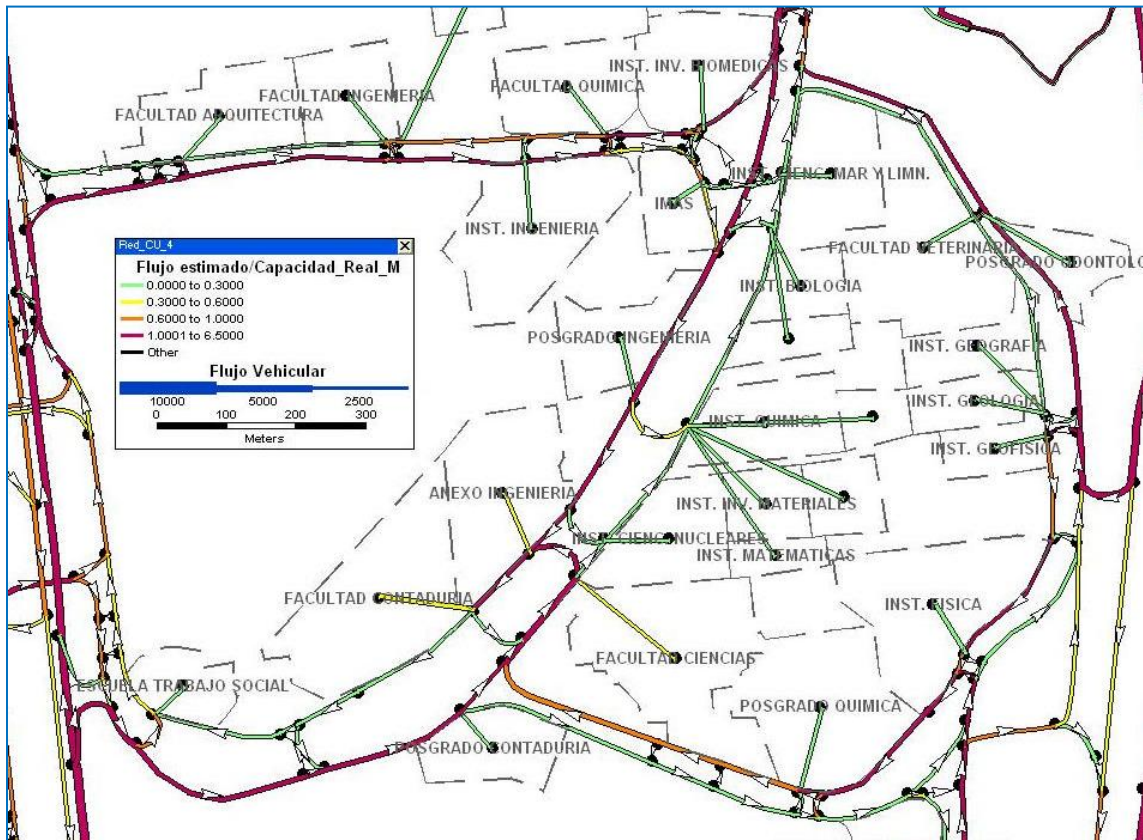 INST. INV. BIOMEDICAS
FACULTAD QUIMICA
FACULTAD INGENIERIA
FACULTAD ARQUITECTURA
INST. CIENC. MAR Y LIMN.
IMAS
INST. INGENIERIA
FACULTAD VETERINARIA
POSGRADO ODONTOLO
Red_CU_4
Flujo estimado/Capacidad_Real_M
0.0000 to 0.3000
0.3000 to 0.6000
0.6000 to 1.0000
1.0001 to 6.5000
Other
Flujo Vehicular
10000 5000 2500
0 100 200 300
Meters
INST. BIOLOGIA
POSGRADO INGENIERIA
INST. GEOGRAFIA
INST. GEOLOGIA
INST. QUIMICA
INST. GEOFISICA
ANEXO INGENIERIA
INST. INV. MATERIALES
INST. CIENC. NUCLEARES
INST. MATEMATICAS
FACULTAD CONTADURIA
INST. FISICA
FACULTAD CIENCIAS
ESCUELA TRABAJO SOCIAL
POSGRADO QUIMICA
POSGRADO CONTADURIA